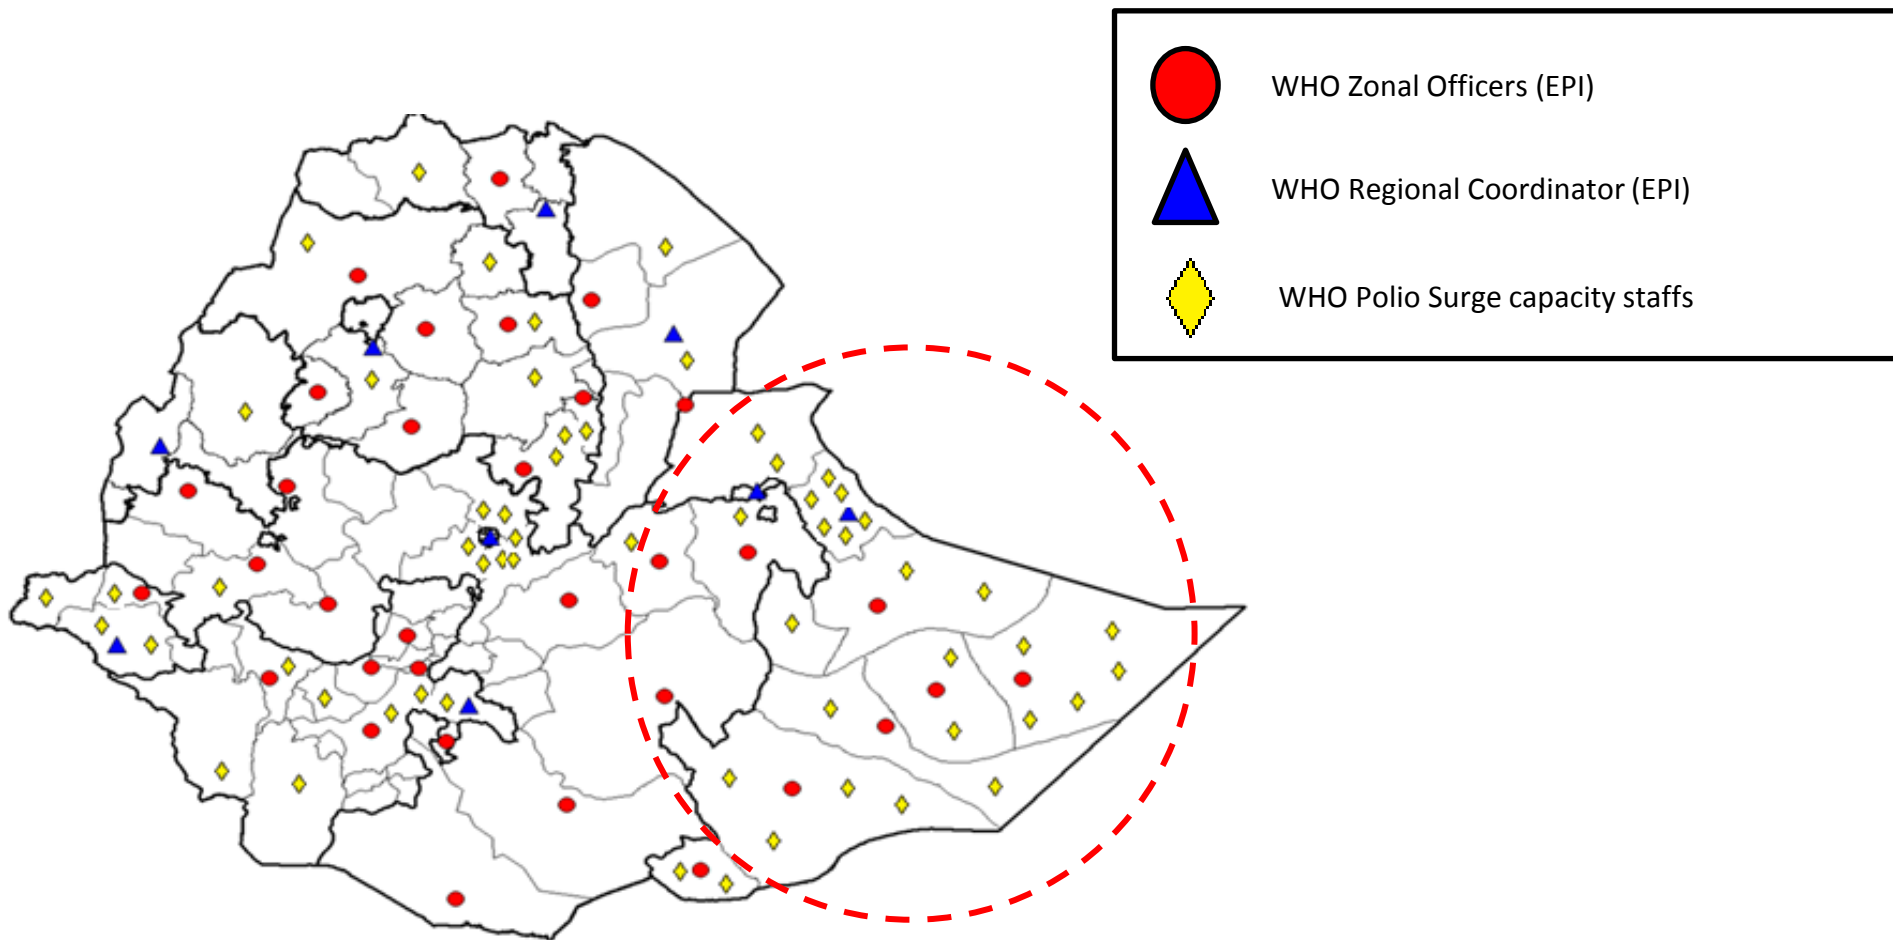 WHO Zonal Officers (EPI)
WHO Regional Coordinator (EPI)
WHO Polio Surge capacity staffs